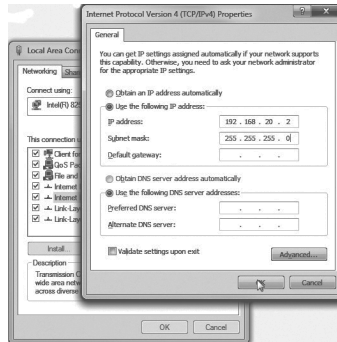 Internet Protocol Version 4 (TCP/IPv4) Properties
General
You can get IP settings assigned automatically if your network supports
this capability. Otherwise, you need to ask your network administrator
for the appropriate IP settings.
Obtain an IP address automatically
Use the following IP address:
IP address: 192 . 168 . 20 . 2
Subnet mask: 255 . 255 . 255 . 0
Default gateway: . . .
Obtain DNS server address automatically
Use the following DNS server addresses:
Preferred DNS server: . . .
Alternate DNS server: . . .
Validate settings upon exit
Advanced...
OK
Cancel
Local Area Con
Networking
Connect using:
Intel(R) 825
This connection u
Client for
QoS Pac
File and
Internet
Internet
Link-Lay
Link-Lay
Install...
Description
Transmission C
wide area netw
across diverse
OK
Cancel